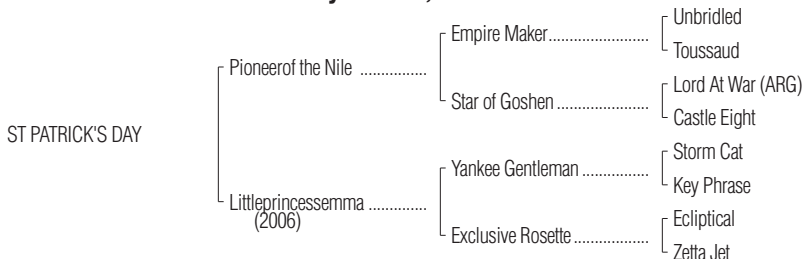 Unbridled
Empire Maker........................
Toussaud
Pioneerof the Nile ................
Lord At War (ARG)
Star of Goshen ......................
Castle Eight
ST PATRICK'S DAY
Storm Cat
Yankee Gentleman ................
Key Phrase
Littleprincessemma ..............
(2006)
Ecliptical
Exclusive Rosette ..................
Zetta Jet